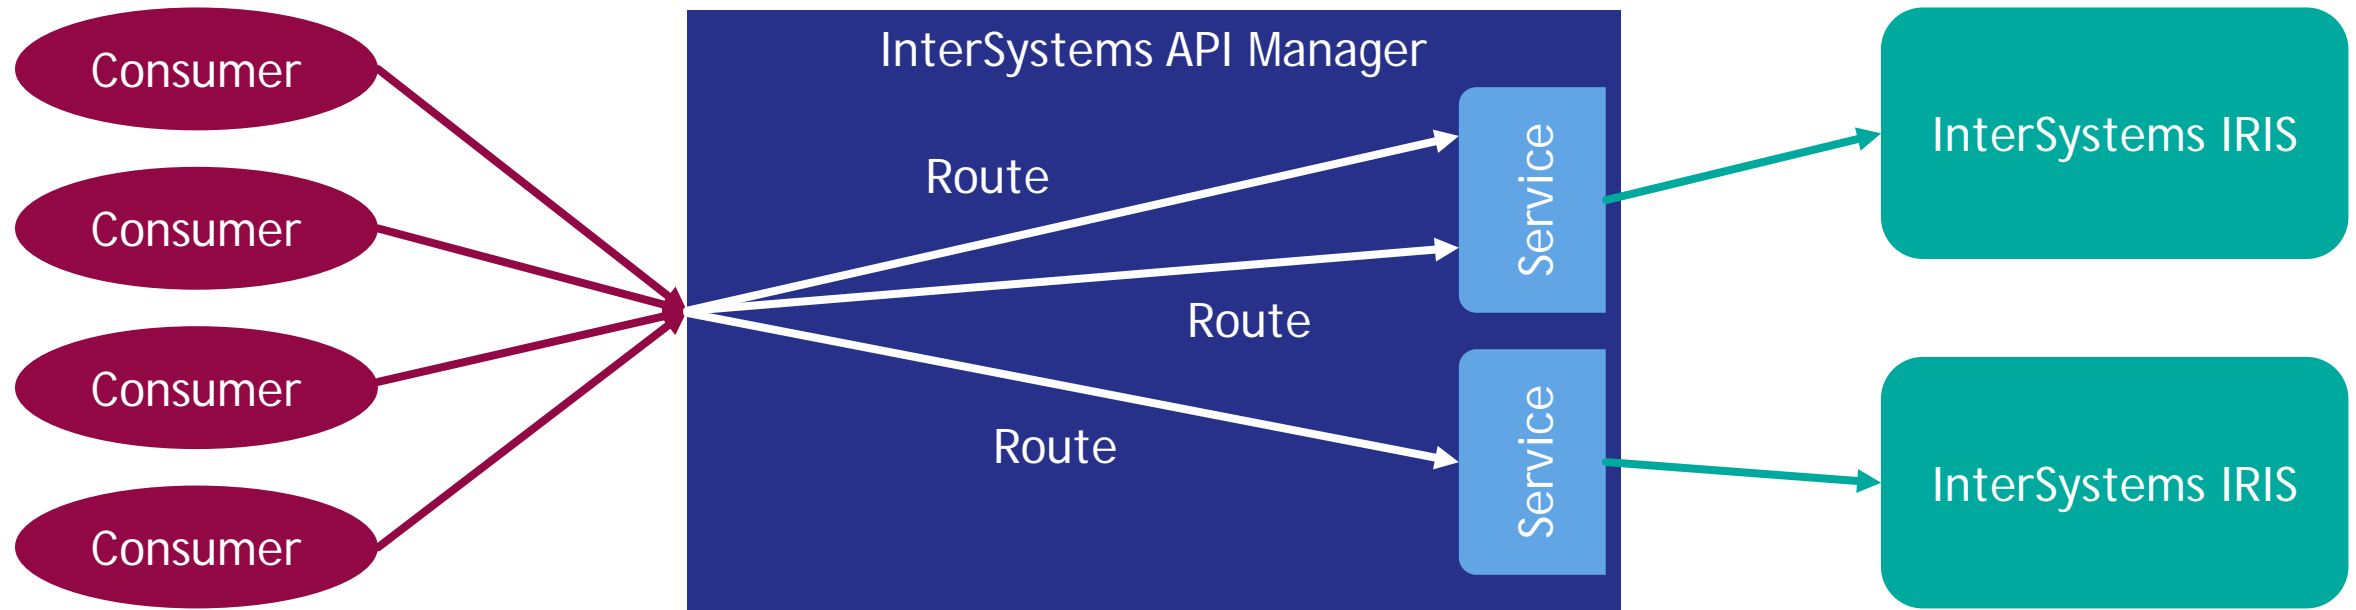 Consumer
Consumer
Consumer
Consumer
InterSystems API Manager
Route
Route
Route
Service
Service
InterSystems IRIS
InterSystems IRIS